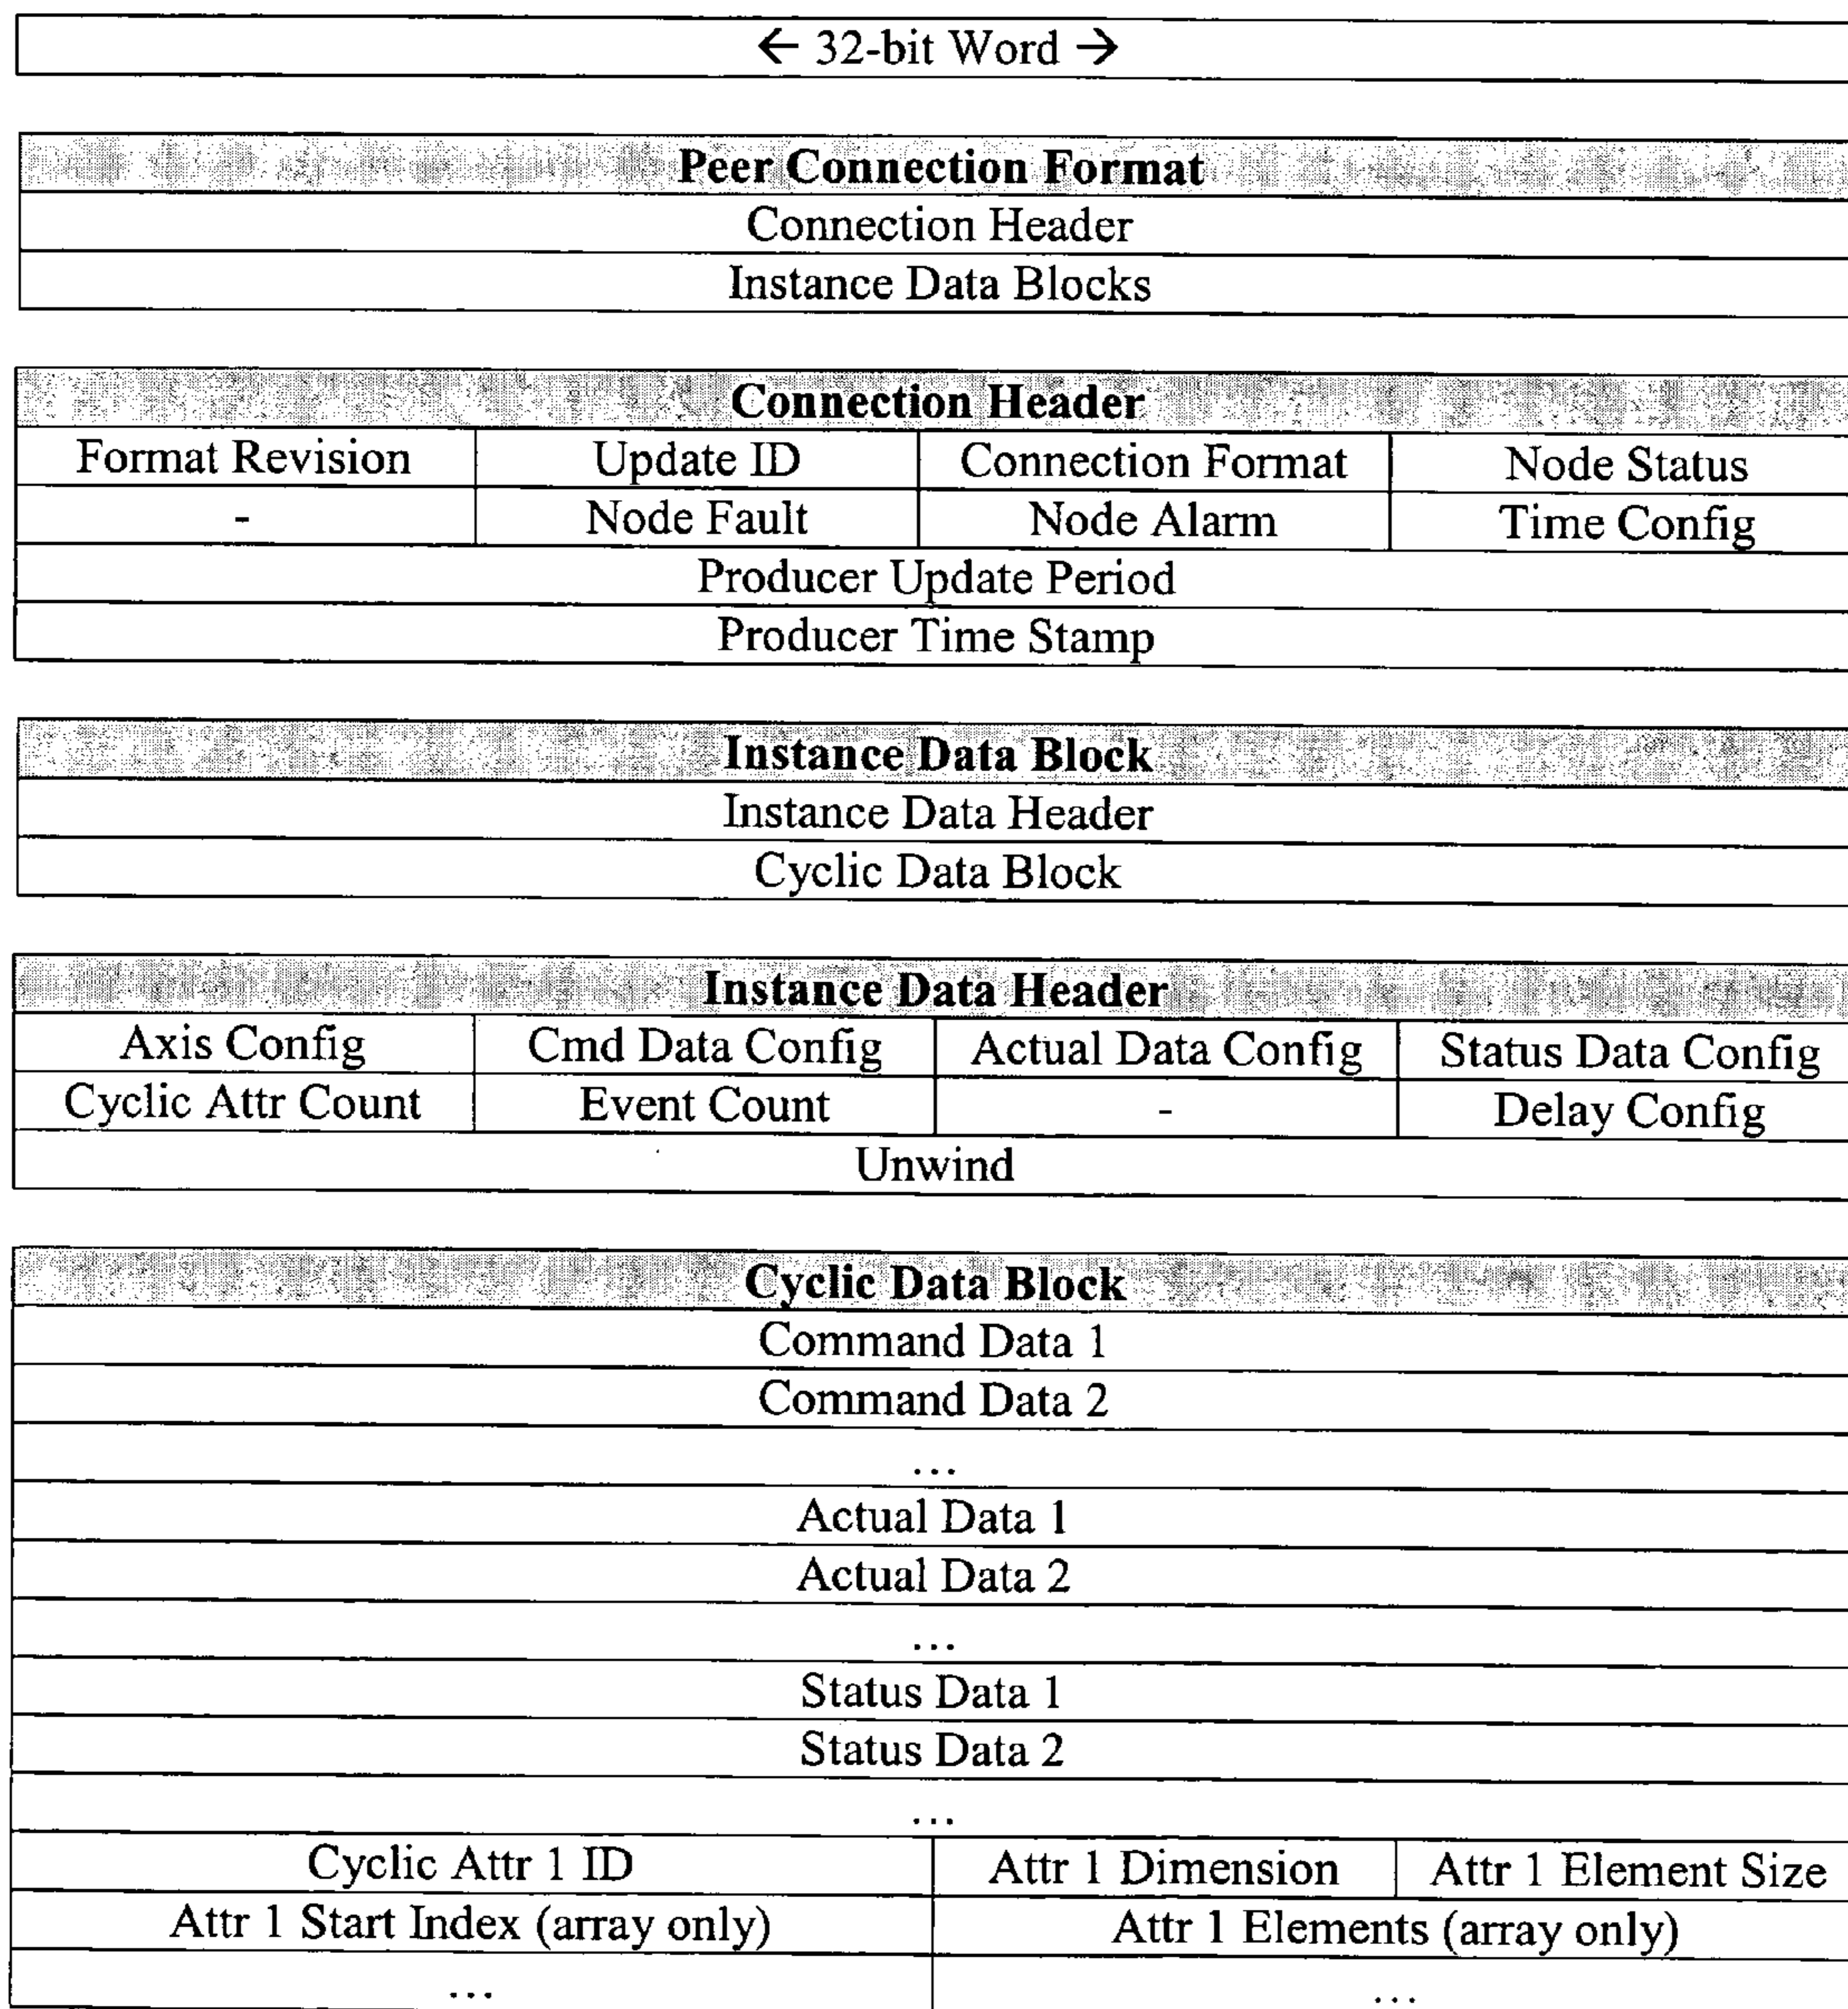 ← 32-bit Word →
Peer Connection Format
Connection Header
Instance Data Blocks
Connection Header
Format Revision Update ID Connection Format Node Status
- Node Fault Node Alarm Time Config
Producer Update Period
Producer Time Stamp
Instance Data Block
Instance Data Header
Cyclic Data Block
Instance Data Header
Axis Config Cmd Data Config Actual Data Config Status Data Config
Cyclic Attr Count Event Count - Delay Config
Unwind
Cyclic Data Block
Command Data 1
Command Data 2
...
Actual Data 1
Actual Data 2
...
Status Data 1
Status Data 2
...
Cyclic Attr 1 ID Attr 1 Dimension Attr 1 Element Size
Attr 1 Start Index (array only) Attr 1 Elements (array only)
... ...